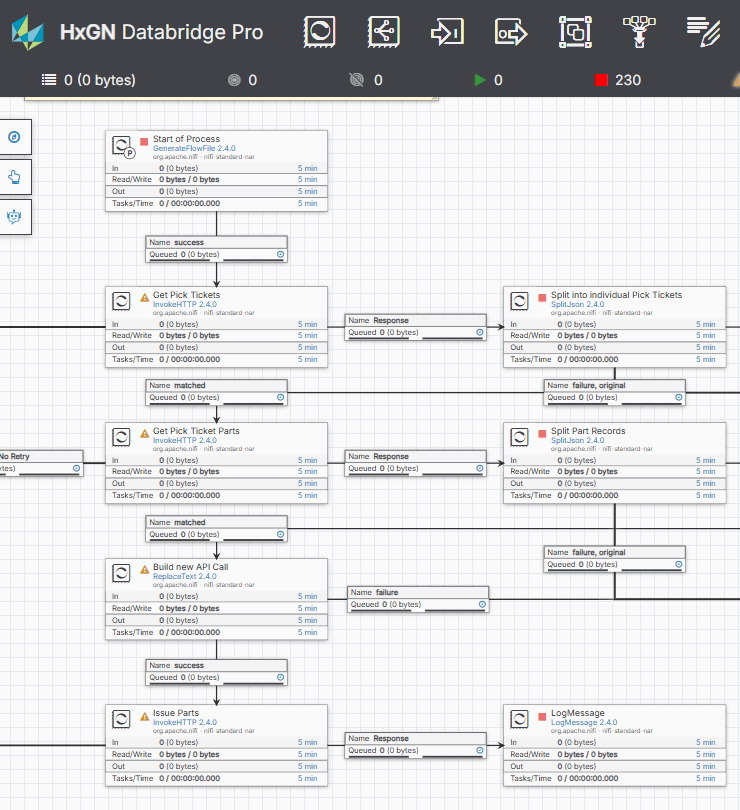 HxGN Databridge Pro
0 (0 bytes) 0 0 0 230
Start of Process
GenerateFlowFile 2.4.0
org.apache.nifi - nifi-standard-nar
P
In 0 (0 bytes) 5 min
Read/Write 0 bytes / 0 bytes 5 min
Out 0 (0 bytes) 5 min
Tasks/Time 0 / 00:00:00.000 5 min
Name success
Queued 0 (0 bytes)
Get Pick Tickets
InvokeHTTP 2.4.0
org.apache.nifi - nifi-standard-nar
In 0 (0 bytes) 5 min
Read/Write 0 bytes / 0 bytes 5 min
Out 0 (0 bytes) 5 min
Tasks/Time 0 / 00:00:00.000 5 min
Name Response
Queued 0 (0 bytes)
Split into individual Pick Tickets
SplitJson 2.4.0
org.apache.nifi - nifi-standard-nar
In 0 (0 bytes) 5 min
Read/Write 0 bytes / 0 bytes 5 min
Out 0 (0 bytes) 5 min
Tasks/Time 0 / 00:00:00.000 5 min
Name matched
Queued 0 (0 bytes)
Name failure, original
Queued 0 (0 bytes)
No Retry
tes)
Get Pick Ticket Parts
InvokeHTTP 2.4.0
org.apache.nifi - nifi-standard-nar
In 0 (0 bytes) 5 min
Read/Write 0 bytes / 0 bytes 5 min
Out 0 (0 bytes) 5 min
Tasks/Time 0 / 00:00:00.000 5 min
Name Response
Queued 0 (0 bytes)
Split Part Records
SplitJson 2.4.0
org.apache.nifi - nifi-standard-nar
In 0 (0 bytes) 5 min
Read/Write 0 bytes / 0 bytes 5 min
Out 0 (0 bytes) 5 min
Tasks/Time 0 / 00:00:00.000 5 min
Name matched
Queued 0 (0 bytes)
Name failure, original
Queued 0 (0 bytes)
Build new API Call
ReplaceText 2.4.0
org.apache.nifi - nifi-standard-nar
In 0 (0 bytes) 5 min
Read/Write 0 bytes / 0 bytes 5 min
Out 0 (0 bytes) 5 min
Tasks/Time 0 / 00:00:00.000 5 min
Name failure
Queued 0 (0 bytes)
Name success
Queued 0 (0 bytes)
Issue Parts
InvokeHTTP 2.4.0
org.apache.nifi - nifi-standard-nar
In 0 (0 bytes) 5 min
Read/Write 0 bytes / 0 bytes 5 min
Out 0 (0 bytes) 5 min
Tasks/Time 0 / 00:00:00.000 5 min
Name Response
Queued 0 (0 bytes)
LogMessage
LogMessage 2.4.0
org.apache.nifi - nifi-standard-nar
In 0 (0 bytes) 5 min
Read/Write 0 bytes / 0 bytes 5 min
Out 0 (0 bytes) 5 min
Tasks/Time 0 / 00:00:00.000 5 min